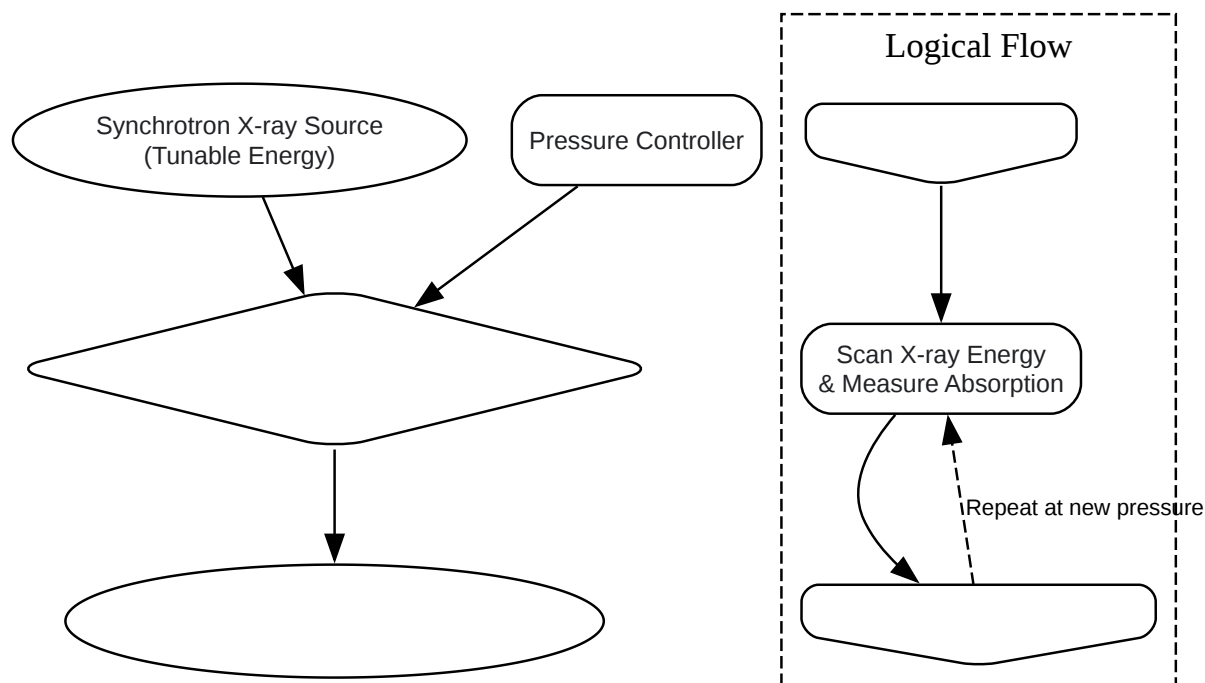 Logical Flow
Synchrotron X-ray Source
(Tunable Energy)
Pressure Controller
Scan X-ray Energy
& Measure Absorption
Repeat at new pressure